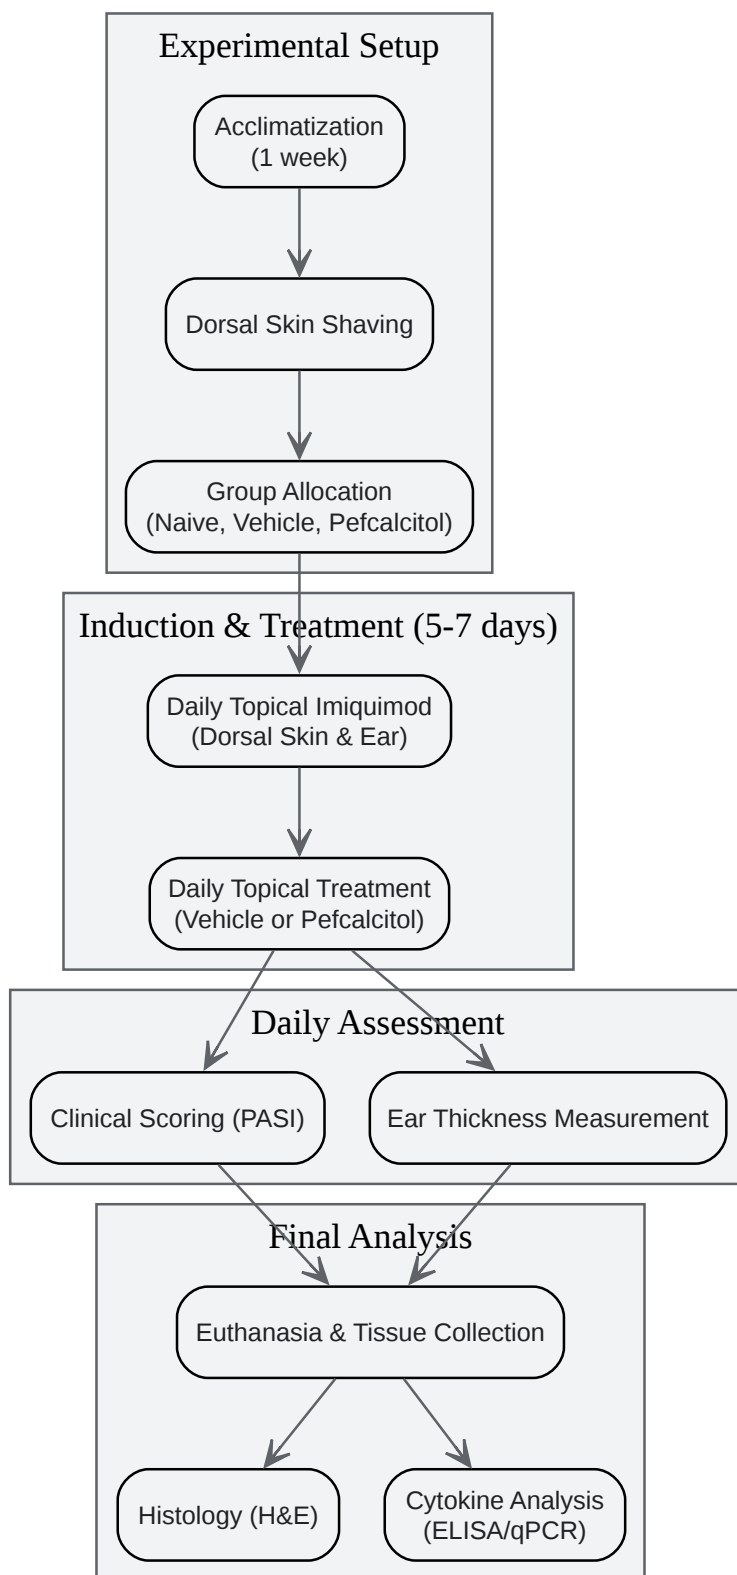 Experimental Setup
Acclimatization
(1 week)
Dorsal Skin Shaving
Group Allocation
(Naive, Vehicle, Pefcalcitol)
Induction & Treatment (5-7 days)
Daily Topical Imiquimod
(Dorsal Skin & Ear)
Daily Topical Treatment
(Vehicle or Pefcalcitol)
Daily Assessment
Clinical Scoring (PASI)
Ear Thickness Measurement
Final Analysis
Euthanasia & Tissue Collection
Histology (H&E)
Cytokine Analysis
(ELISA/qPCR)